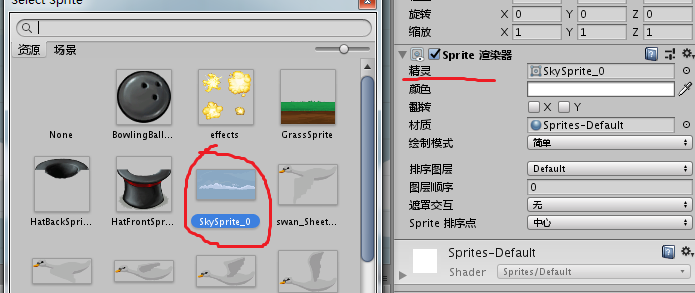 Select Sprite
资源 场景
None
BowlingBall...
effects
GrassSprite
HatBackSpri...
HatFrontSpri...
SkySprite_0
swan_Sheet...
旋转 X 0 Y 0 Z 0
缩放 X 1 Y 1 Z 1
Sprite 渲染器
精灵 SkySprite_0
颜色
翻转 X Y
材质 Sprites-Default
绘制模式 简单
排序图层 Default
图层顺序 0
遮罩交互 无
Sprite 排序点 中心
Sprites-Default
Shader Sprites/Default